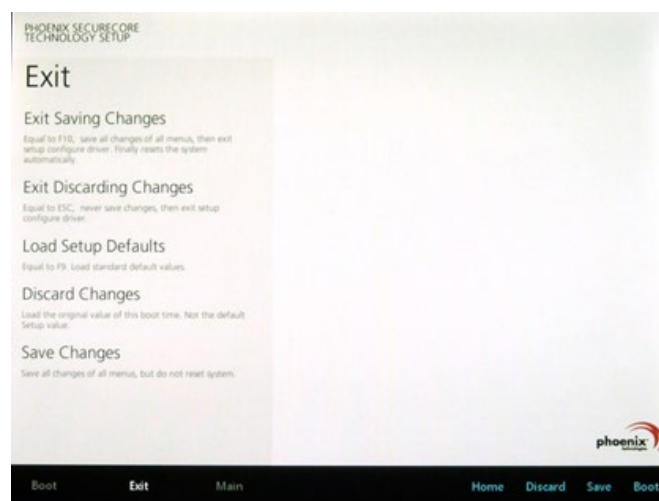 PHOENIX SECURECORE
TECHNOLOGY SETUP
Exit
Exit Saving Changes
Equal to F10, save all changes of all menus, then exit
setup configure driver. Finally resets the system
automatically.
Exit Discarding Changes
Equal to ESC, never save changes, then exit setup
configure driver.
Load Setup Defaults
Equal to F9. Load standard default values.
Discard Changes
Load the original value of this boot time. Not the default
Setup value.
Save Changes
Save all changes of all menus, but do not reset system.
phoenix
technologies
Boot Exit Main Home Discard Save Boot